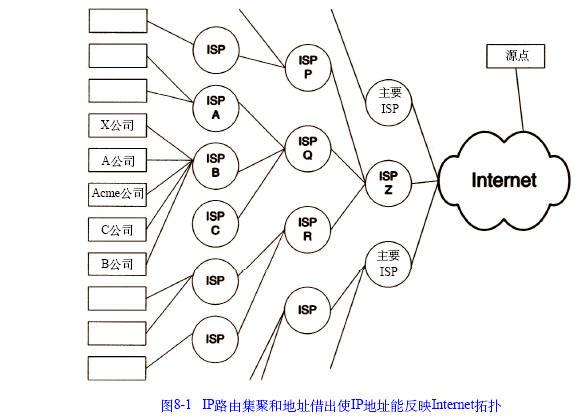 ISP
ISP
P
源点
主要
ISP
ISP
A
X公司
A公司
ISP
B
ISP
Q
ISP
Z
Internet
Acme公司
C公司
ISP
C
ISP
R
B公司
主要
ISP
ISP
ISP
ISP
图8-1 IP路由集聚和地址借出使IP地址能反映Internet拓扑